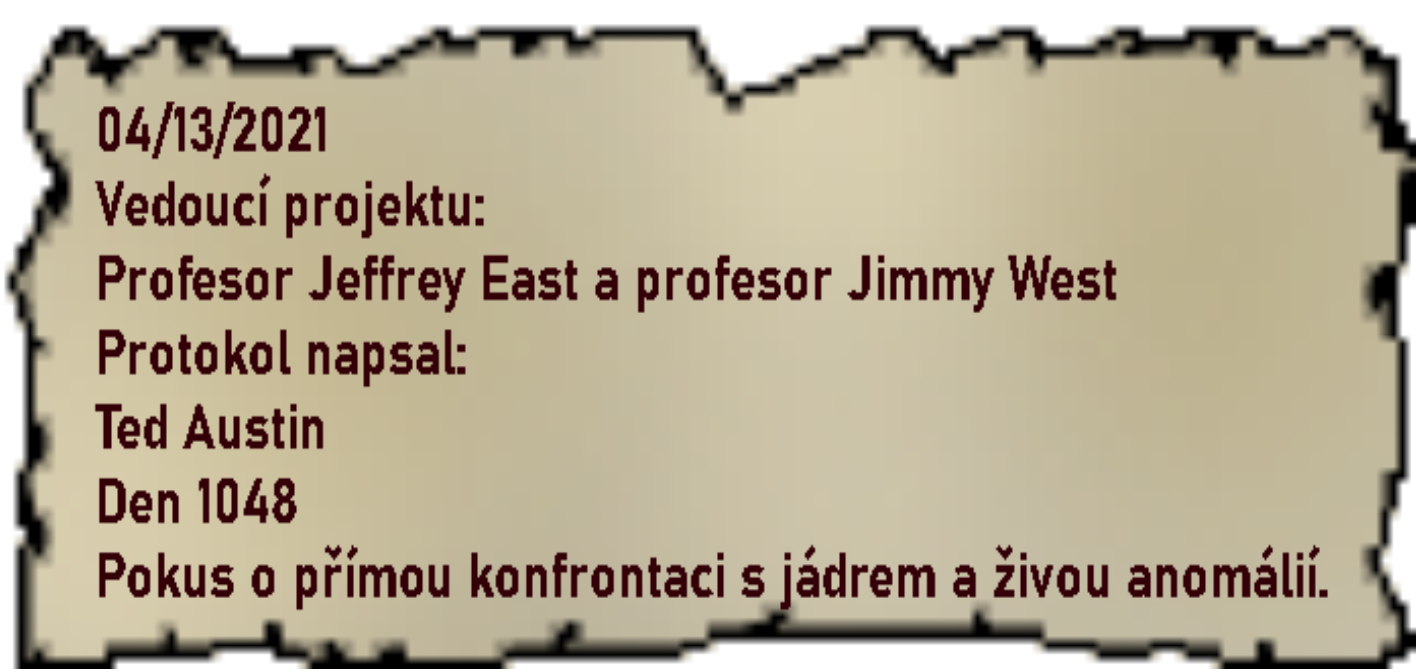 04/13/2021
Vedoucí projektu:
Profesor Jeffrey East a profesor Jimmy West
Protokol napsal:
Ted Austin
Den 1048
Pokus o přímou konfrontaci s jádrem a živou anomálií.